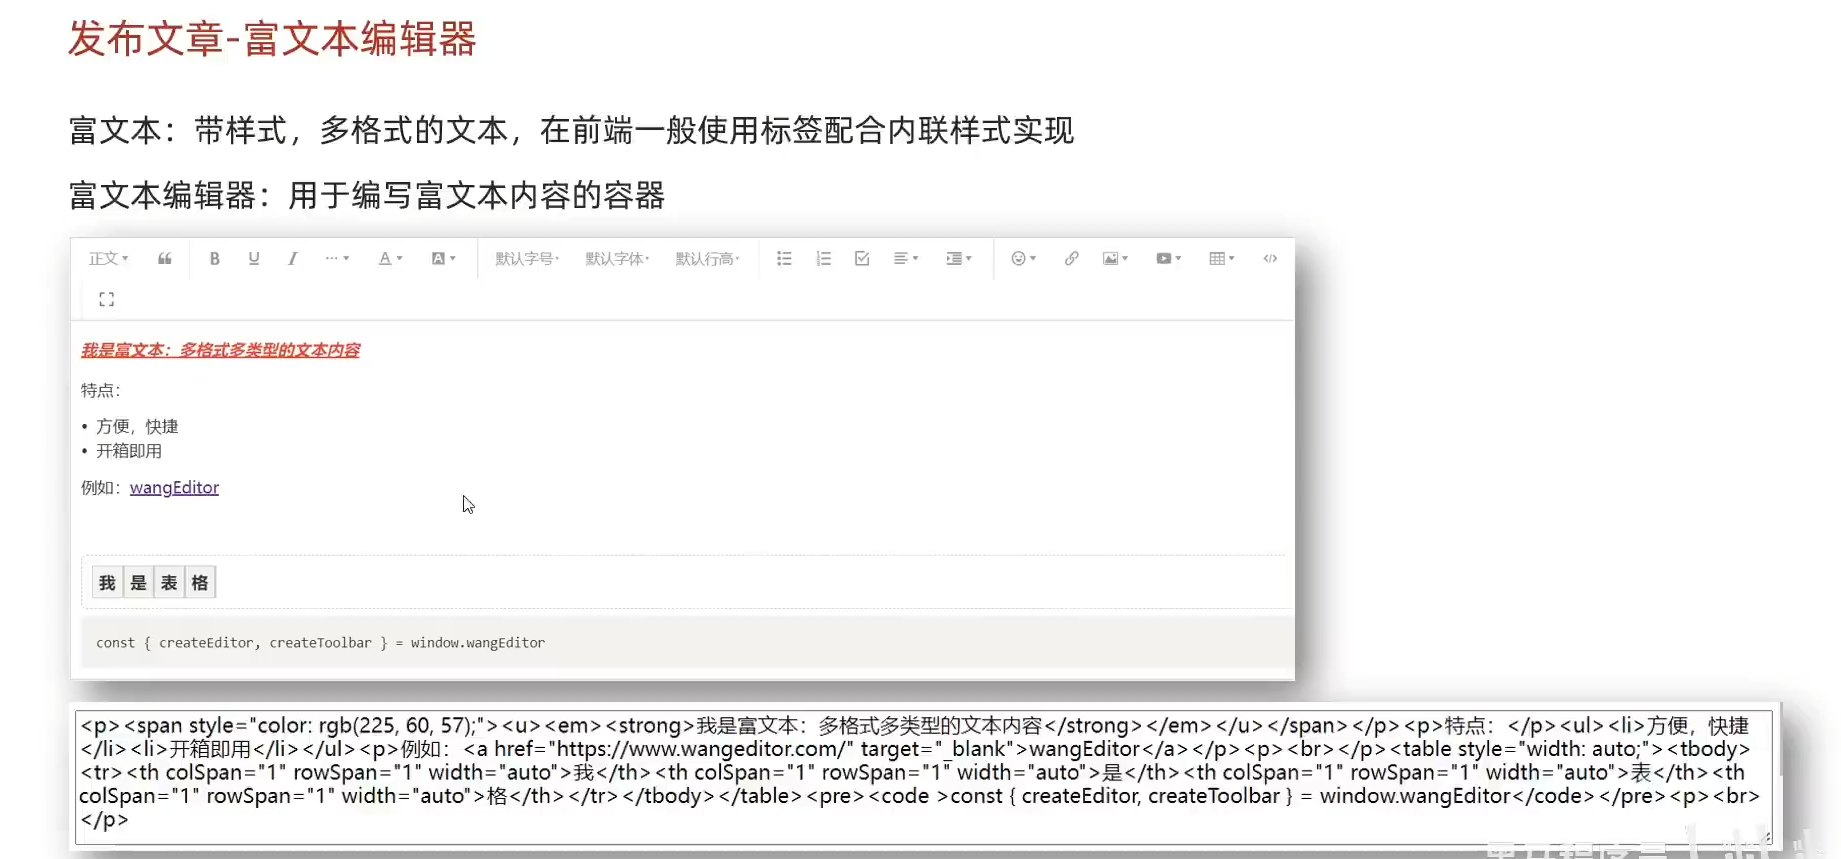 发布文章-富文本编辑器
富文本：带样式，多格式的文本，在前端一般使用标签配合内联样式实现
富文本编辑器：用于编写富文本内容的容器
正文 B U I ··· A A 默认字号 默认字体 默认行高 </>
我是富文本：多格式多类型的文本内容
特点：
• 方便，快捷
• 开箱即用
例如：wangEditor
我 是 表 格
const { createEditor, createToolbar } = window.wangEditor
<p><span style="color: rgb(225, 60, 57);"><u><em><strong>我是富文本：多格式多类型的文本内容</strong></em></u></span></p><p>特点：</p><ul><li>方便，快捷
</li><li>开箱即用</li></ul><p>例如：<a href="https://www.wangeditor.com/" target="_blank">wangEditor</a></p><p><br></p><table style="width: auto;"><tbody>
<tr><th colSpan="1" rowSpan="1" width="auto">我</th><th colSpan="1" rowSpan="1" width="auto">是</th><th colSpan="1" rowSpan="1" width="auto">表</th><th
colSpan="1" rowSpan="1" width="auto">格</th></tr></tbody></table><pre><code >const { createEditor, createToolbar } = window.wangEditor</code></pre><p><br>
</p>